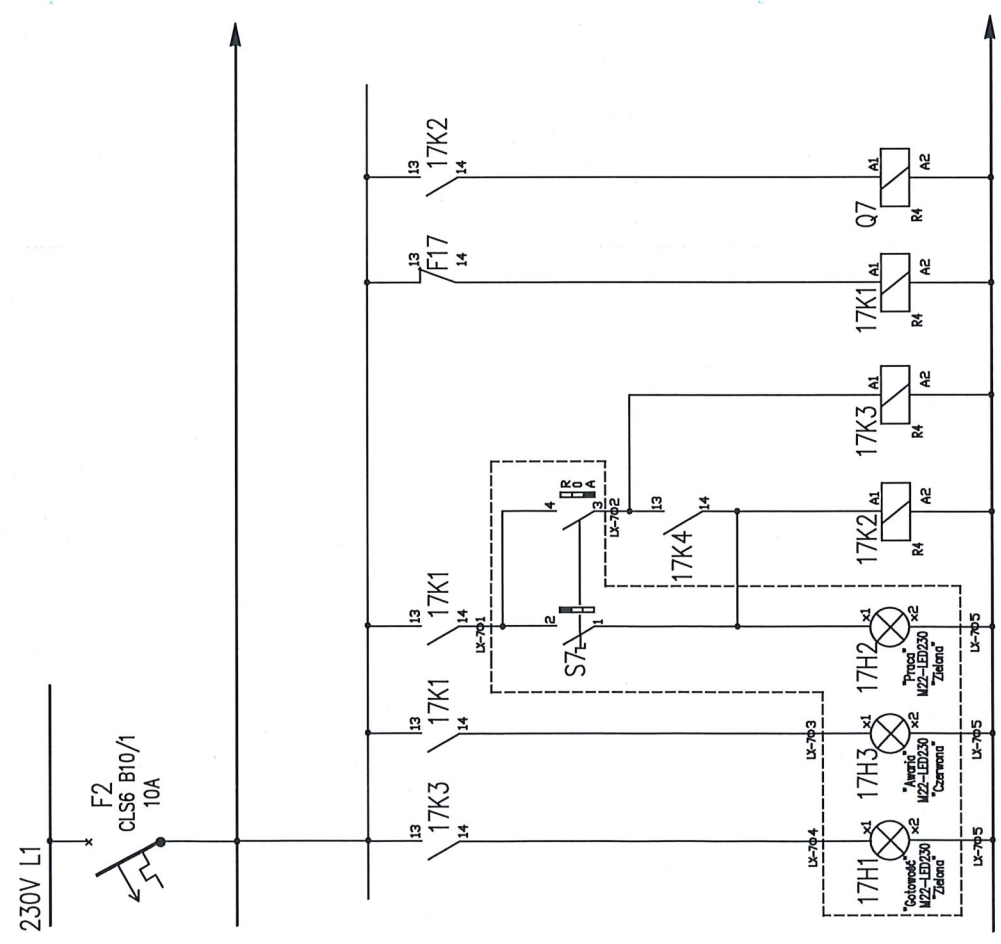 13
17K2
14
A1
A2
Q7
R4
13
F17
14
A1
A2
17K1
R4
A1
A2
17K3
R4
R
0
A
4
3
LX-702
13
14
17K4
A1
A2
17K2
R4
13
17K1
14
LX-701
2
1
S7
x1
x2
17H2
"Praca"
M22-LED230
"Zielona"
LX-705
13
17K1
14
LX-703
x1
x2
17H3
"Awaria"
M22-LED230
"Czerwona"
LX-705
230V L1
F2
CLS6 B10/1
10A
13
17K3
14
LX-704
x1
x2
17H1
"Gotowość"
M22-LED230
"Zielona"
LX-705